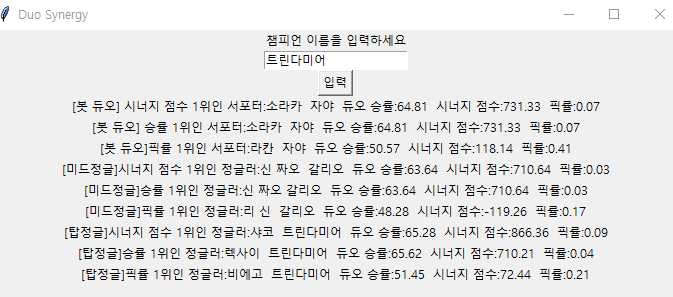 Duo Synergy
챔피언 이름을 입력하세요
트린다미어
입력
[봇 듀오] 시너지 점수 1위인 서포터:소라카 자야 듀오 승률:64.81 시너지 점수:731.33 픽률:0.07
[봇 듀오] 승률 1위인 서포터:소라카 자야 듀오 승률:64.81 시너지 점수:731.33 픽률:0.07
[봇 듀오]픽률 1위인 서포터:라칸 자야 듀오 승률:50.57 시너지 점수:118.14 픽률:0.41
[미드정글]시너지 점수 1위인 정글러:신 짜오 갈리오 듀오 승률:63.64 시너지 점수:710.64 픽률:0.03
[미드정글]승률 1위인 정글러:신 짜오 갈리오 듀오 승률:63.64 시너지 점수:710.64 픽률:0.03
[미드정글]픽률 1위인 정글러:리 신 갈리오 듀오 승률:48.28 시너지 점수:-119.26 픽률:0.17
[탑정글]시너지 점수 1위인 정글러:샤코 트린다미어 듀오 승률:65.28 시너지 점수:866.36 픽률:0.09
[탑정글]승률 1위인 정글러:렉사이 트린다미어 듀오 승률:65.62 시너지 점수:710.21 픽률:0.04
[탑정글]픽률 1위인 정글러:비에고 트린다미어 듀오 승률:51.45 시너지 점수:72.44 픽률:0.21